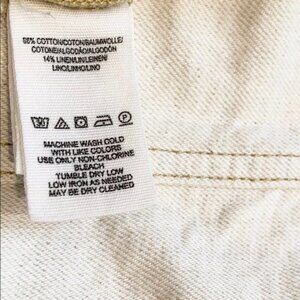 86% COTTON/COTON/BAUMWOLLE/
COTONE/ALGODÃO/ALGODÓN
14% LINEN/LIN/LEINEN/
LINO/LINHO/LINO
MACHINE WASH COLD
WITH LIKE COLORS
USE ONLY NON-CHLORINE
BLEACH
TUMBLE DRY LOW
LOW IRON AS NEEDED
MAY BE DRY CLEANED